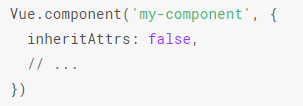 Vue.component('my-component', {
  inheritAttrs: false,
  // ...
})